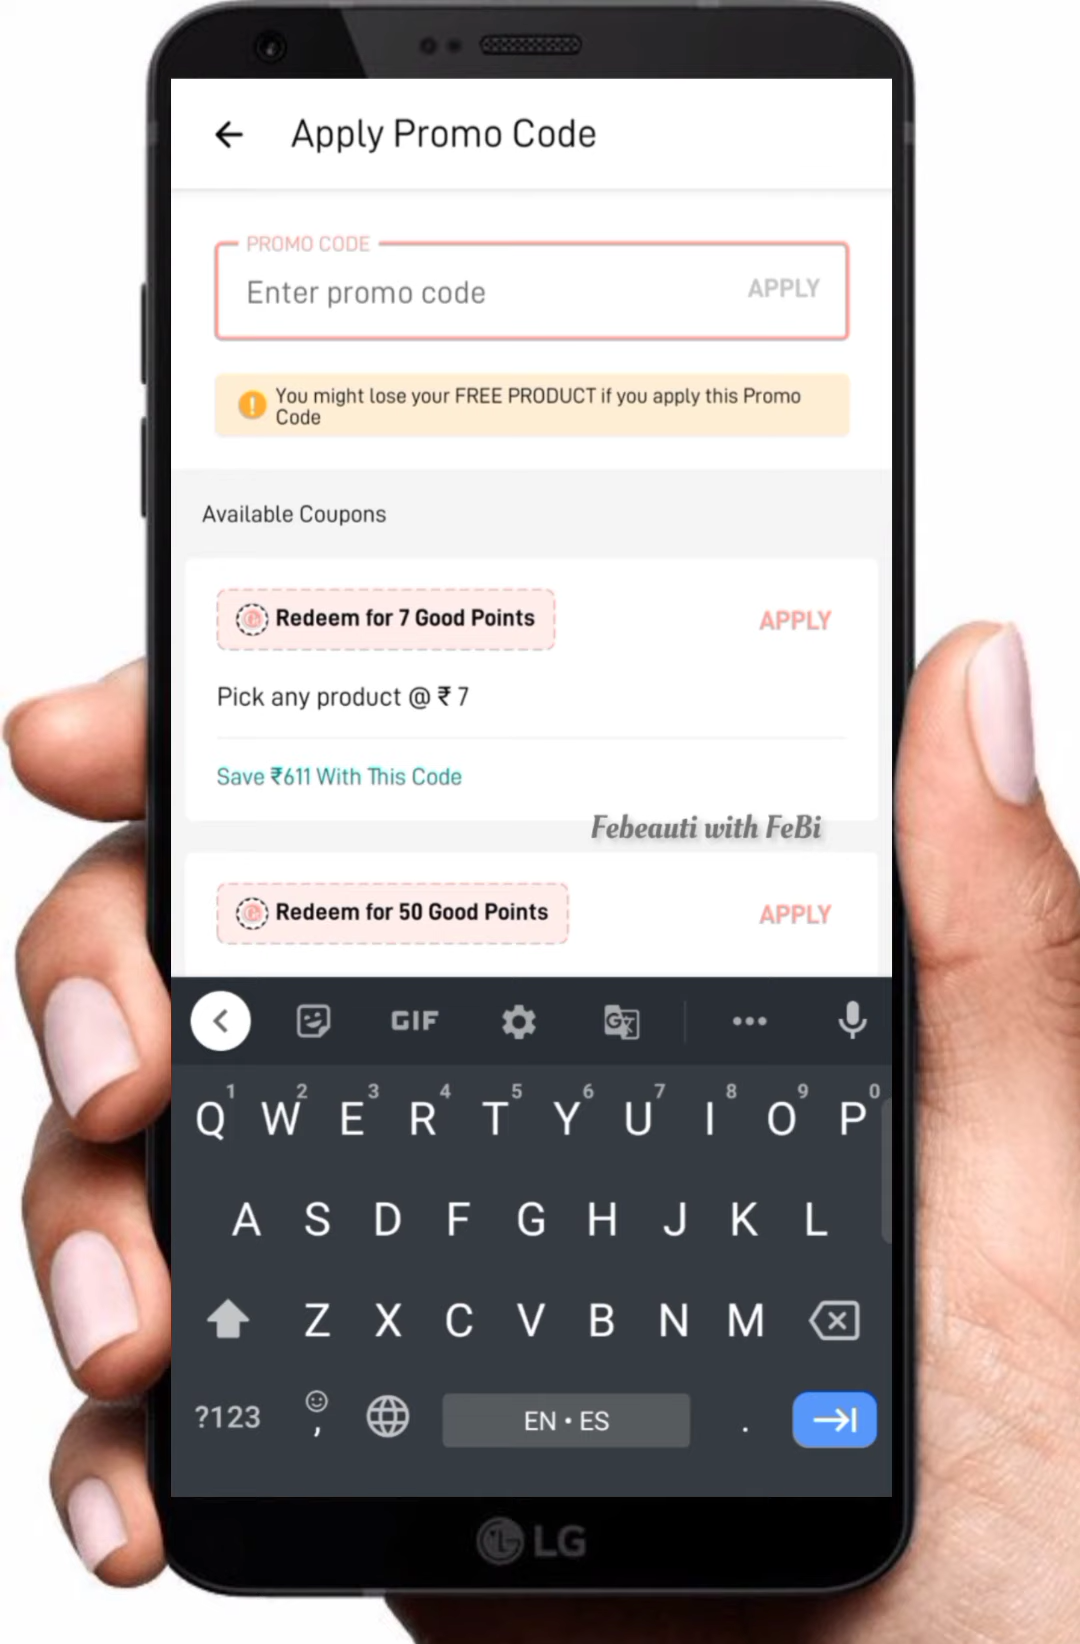 Apply Promo Code
PROMO CODE
Enter promo code
APPLY
You might lose your FREE PRODUCT if you apply this Promo
Code
Available Coupons
Redeem for 7 Good Points
APPLY
Pick any product @ ₹ 7
Save ₹611 With This Code
Febeauti with FeBi
Redeem for 50 Good Points
APPLY
GIF
G
1 2 3 4 5 6 7 8 9 0
Q W E R T Y U I O P
A S D F G H J K L
Z X C V B N M
?123 , EN • ES .
LG